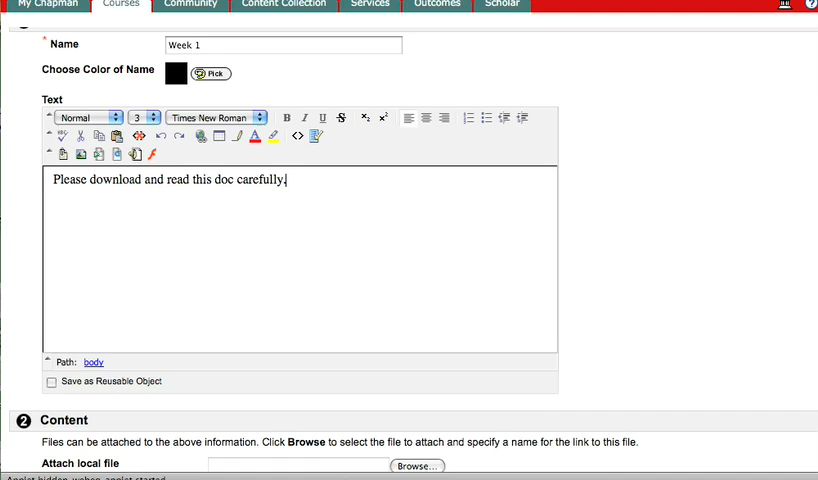 My Chapman Courses Community Content Collection Services Outcomes Scholar
* Name Week 1
Choose Color of Name Pick
Text
Normal 3 Times New Roman B I U S x₂ x²
ABC
Please download and read this doc carefully.
Path: body
Save as Reusable Object
2 Content
Files can be attached to the above information. Click Browse to select the file to attach and specify a name for the link to this file.
Attach local file Browse...